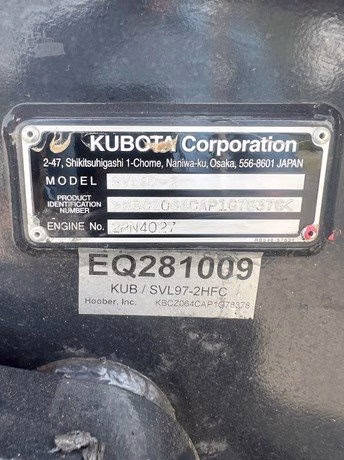 KUBOTA Corporation
2-47, Shikitsuhigashi 1-Chome, Naniwa-ku, Osaka, 556-8601 JAPAN
MODEL
PRODUCT
IDENTIFICATION
NUMBER
ENGINE No. 2PN4027
EQ281009
KUB / SVL97-2HFC
Hoober, Inc. KBCZ064CAP1G78378